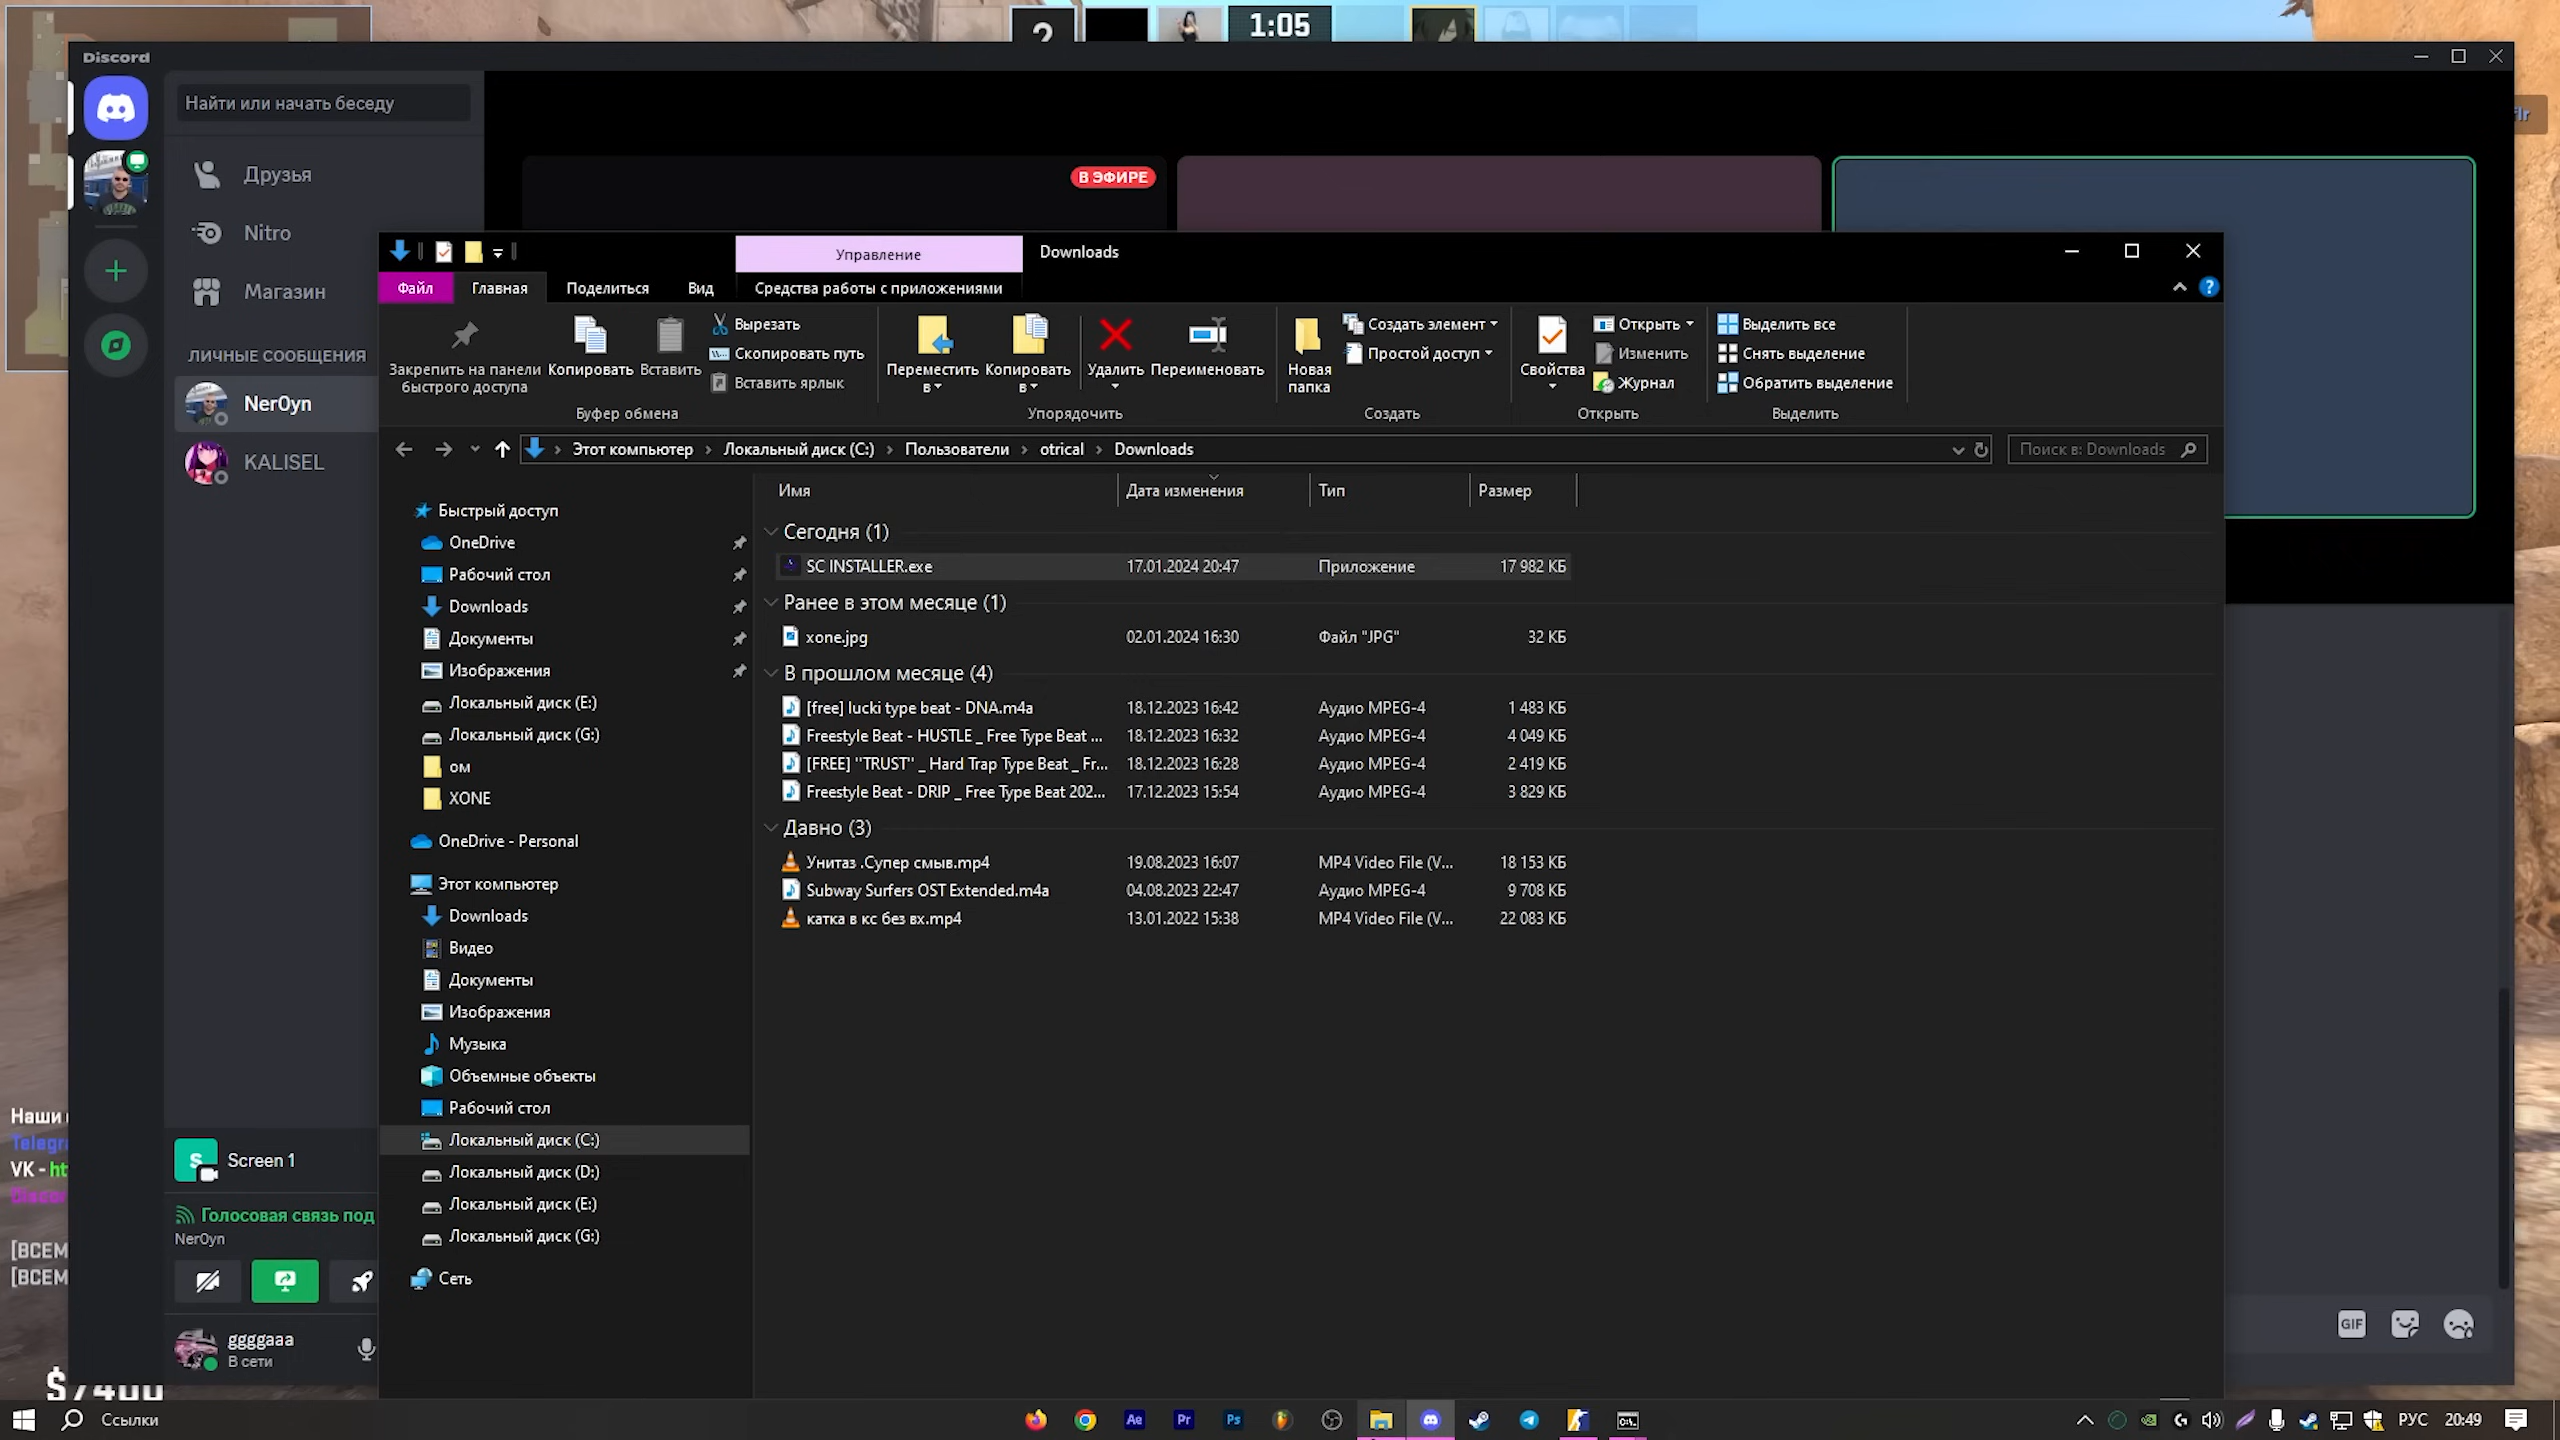 1:05
?
Discord
Найти или начать беседу
Друзья
Nitro
Магазин
ЛИЧНЫЕ СООБЩЕНИЯ
Ner0yn
KALISEL
В ЭФИРЕ
Управление
Downloads
Файл
Главная
Поделиться
Вид
Средства работы с приложениями
Закрепить на панели
быстрого доступа
Копировать
Вставить
Вырезать
Скопировать путь
Вставить ярлык
Буфер обмена
Переместить
в
Копировать
в
Удалить
Переименовать
Упорядочить
Новая
папка
Создать элемент
Простой доступ
Создать
Свойства
Открыть
Изменить
Журнал
Открыть
Выделить все
Снять выделение
Обратить выделение
Выделить
Этот компьютер
Локальный диск (C:)
Пользователи
otrical
Downloads
Поиск в: Downloads
Быстрый доступ
OneDrive
Рабочий стол
Downloads
Документы
Изображения
Локальный диск (E:)
Локальный диск (G:)
ом
XONE
OneDrive - Personal
Этот компьютер
Downloads
Видео
Документы
Изображения
Музыка
Объемные объекты
Рабочий стол
Локальный диск (C:)
Локальный диск (D:)
Локальный диск (E:)
Локальный диск (G:)
Сеть
Имя Дата изменения Тип Размер
Сегодня (1)
SC INSTALLER.exe 17.01.2024 20:47 Приложение 17 982 КБ
Ранее в этом месяце (1)
xone.jpg 02.01.2024 16:30 Файл "JPG" 32 КБ
В прошлом месяце (4)
[free] lucki type beat - DNA.m4a 18.12.2023 16:42 Аудио MPEG-4 1 483 КБ
Freestyle Beat - HUSTLE _ Free Type Beat ... 18.12.2023 16:32 Аудио MPEG-4 4 049 КБ
[FREE] ''TRUST'' _ Hard Trap Type Beat _ Fr... 18.12.2023 16:28 Аудио MPEG-4 2 419 КБ
Freestyle Beat - DRIP _ Free Type Beat 202... 17.12.2023 15:54 Аудио MPEG-4 3 829 КБ
Давно (3)
Унитаз .Супер смыв.mp4 19.08.2023 16:07 MP4 Video File (V... 18 153 КБ
Subway Surfers OST Extended.m4a 04.08.2023 22:47 Аудио MPEG-4 9 708 КБ
катка в кс без вх.mp4 13.01.2022 15:38 MP4 Video File (V... 22 083 КБ
Наши
Telegr
VK - ht
Discor
[ВСЕМ
[ВСЕМ
Screen 1
Голосовая связь под
Ner0yn
ggggaaa
В сети
$7400
GIF
Ссылки
Ae
Pr
Ps
РУС
20:49